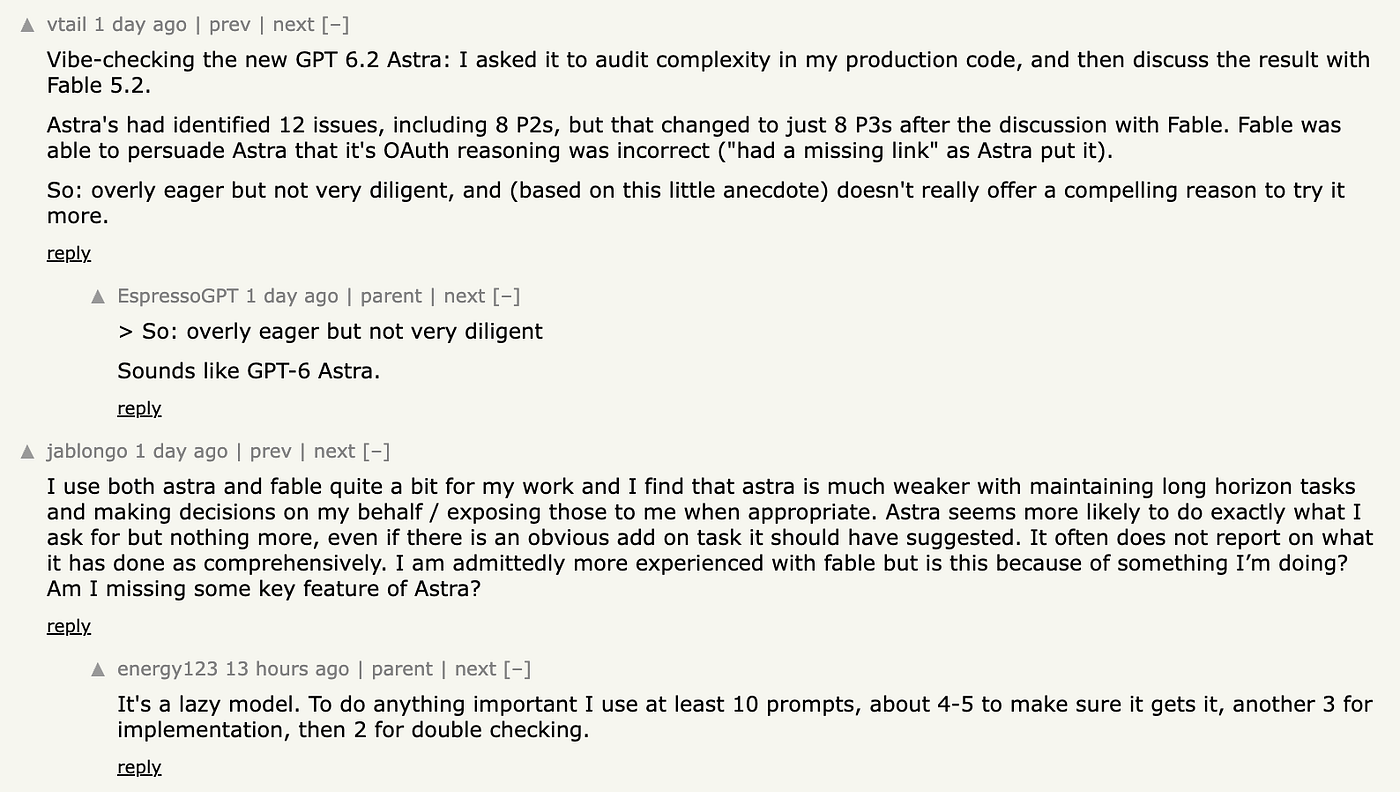 ▲ vtail 1 day ago | prev | next [–]
Vibe-checking the new GPT 6.2 Astra: I asked it to audit complexity in my production code, and then discuss the result with
Fable 5.2.
Astra's had identified 12 issues, including 8 P2s, but that changed to just 8 P3s after the discussion with Fable. Fable was
able to persuade Astra that it's OAuth reasoning was incorrect ("had a missing link" as Astra put it).
So: overly eager but not very diligent, and (based on this little anecdote) doesn't really offer a compelling reason to try it
more.
reply
▲ EspressoGPT 1 day ago | parent | next [–]
> So: overly eager but not very diligent
Sounds like GPT-6 Astra.
reply
▲ jablongo 1 day ago | prev | next [–]
I use both astra and fable quite a bit for my work and I find that astra is much weaker with maintaining long horizon tasks
and making decisions on my behalf / exposing those to me when appropriate. Astra seems more likely to do exactly what I
ask for but nothing more, even if there is an obvious add on task it should have suggested. It often does not report on what
it has done as comprehensively. I am admittedly more experienced with fable but is this because of something I’m doing?
Am I missing some key feature of Astra?
reply
▲ energy123 13 hours ago | parent | next [–]
It's a lazy model. To do anything important I use at least 10 prompts, about 4-5 to make sure it gets it, another 3 for
implementation, then 2 for double checking.
reply